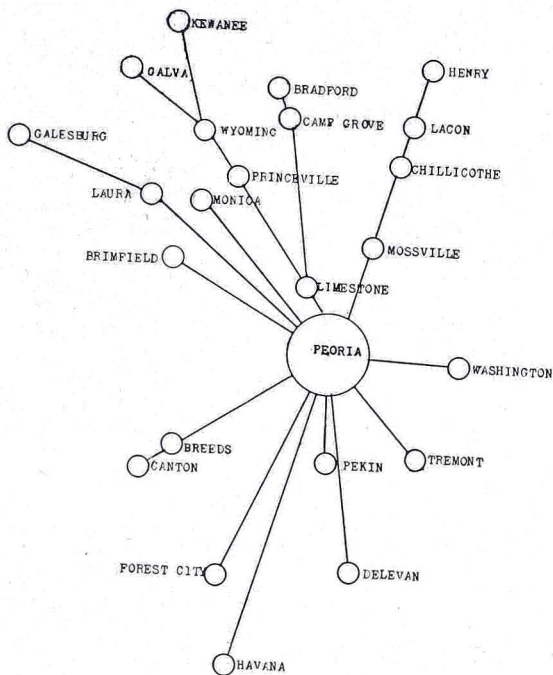 KEWANEE
GALVA
HENRY
BRADFORD
CAMP GROVE
WYOMING
LACON
GALESBURG
PRINCEVILLE
CHILLICOTHE
LAURA
MONICA
MOSSVILLE
BRIMFIELD
LIMESTONE
PEORIA
WASHINGTON
BREEDS
CANTON
PEKIN
TREMONT
FOREST CITY
DELEVAN
HAVANA